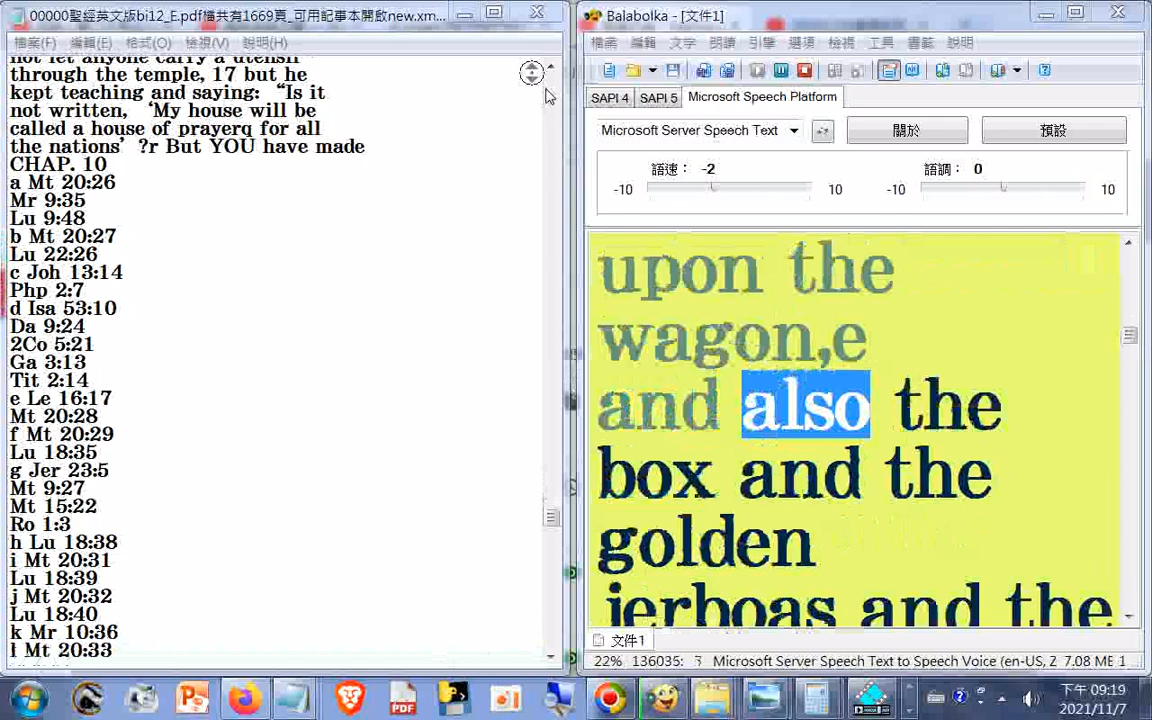 00000聖經英文版bi12_E.pdf檔共有1669頁_可用記事本開啟new.xm...
檔案(F) 編輯(E) 格式(O) 檢視(V) 說明(H)
not let anyone carry a utensil
through the temple, 17 but he
kept teaching and saying: “Is it
not written, ‘My house will be
called a house of prayerq for all
the nations’ ?r But YOU have made
CHAP. 10
a Mt 20:26
Mr 9:35
Lu 9:48
b Mt 20:27
Lu 22:26
c Joh 13:14
Php 2:7
d Isa 53:10
Da 9:24
2Co 5:21
Ga 3:13
Tit 2:14
e Le 16:17
Mt 20:28
f Mt 20:29
Lu 18:35
g Jer 23:5
Mt 9:27
Mt 15:22
Ro 1:3
h Lu 18:38
i Mt 20:31
Lu 18:39
j Mt 20:32
Lu 18:40
k Mr 10:36
l Mt 20:33
Balabolka - [文件1]
檔案 編輯 文字 朗讀 引擎 選項 檢視 工具 書籤 說明
SAPI 4 SAPI 5 Microsoft Speech Platform
Microsoft Server Speech Text 關於 預設
語速： -2 語調： 0
-10 10 -10 10
upon the
wagon,e
and also the
box and the
golden
jerboas and the
文件1
22% 136035: Microsoft Server Speech Text to Speech Voice (en-US, Z 7.08 ME 1
PDF
下午 09:19
2021/11/7